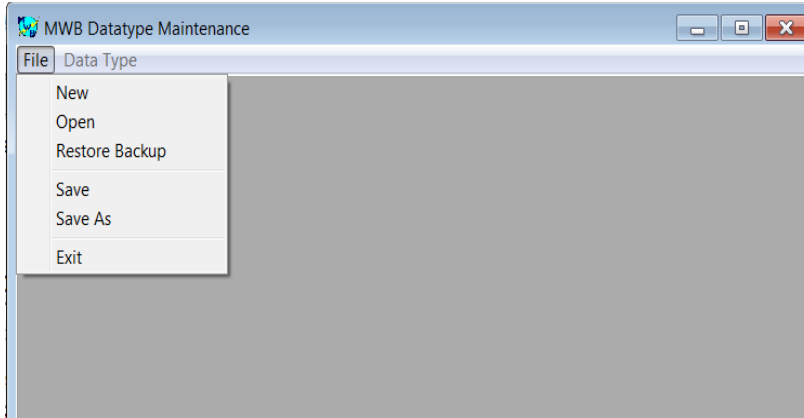 MWB Datatype Maintenance
File Data Type
New
Open
Restore Backup
Save
Save As
Exit